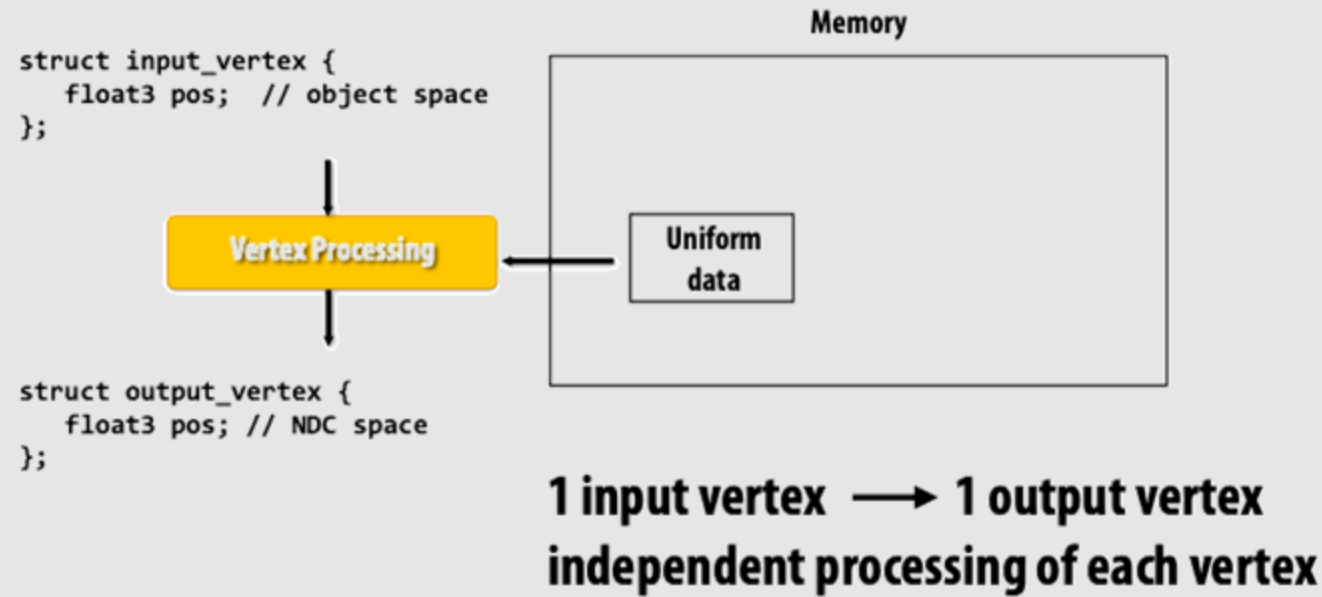 Memory
struct input_vertex {
float3 pos;  // object space
};
Vertex Processing
Uniform
data
struct output_vertex {
float3 pos; // NDC space
};
1 input vertex ⟶ 1 output vertex
independent processing of each vertex